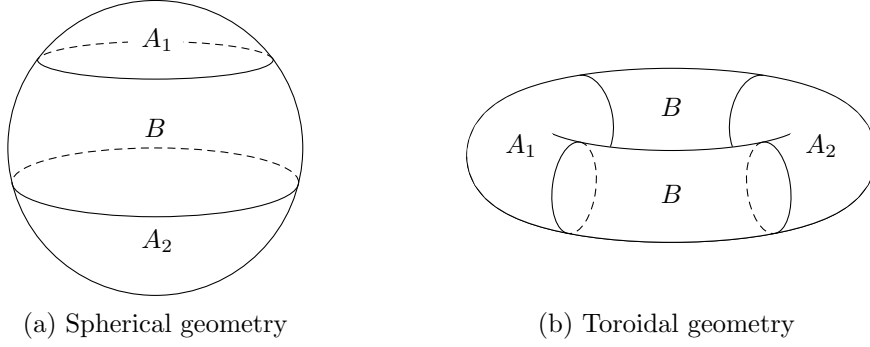 A₁
B
A₂
B
A₁
A₂
B
(a) Spherical geometry
(b) Toroidal geometry